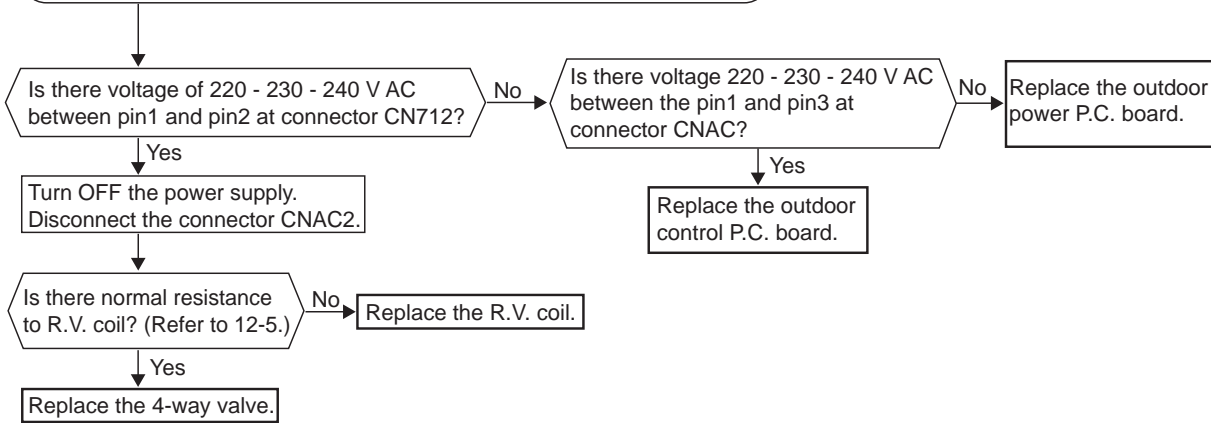 Is there voltage of 220 - 230 - 240 V AC
between pin1 and pin2 at connector CN712?
No
Is there voltage 220 - 230 - 240 V AC
between the pin1 and pin3 at
connector CNAC?
No
Replace the outdoor
power P.C. board.
Yes
Yes
Turn OFF the power supply.
Disconnect the connector CNAC2.
Replace the outdoor
control P.C. board.
Is there normal resistance
to R.V. coil? (Refer to 12-5.)
No
Replace the R.V. coil.
Yes
Replace the 4-way valve.